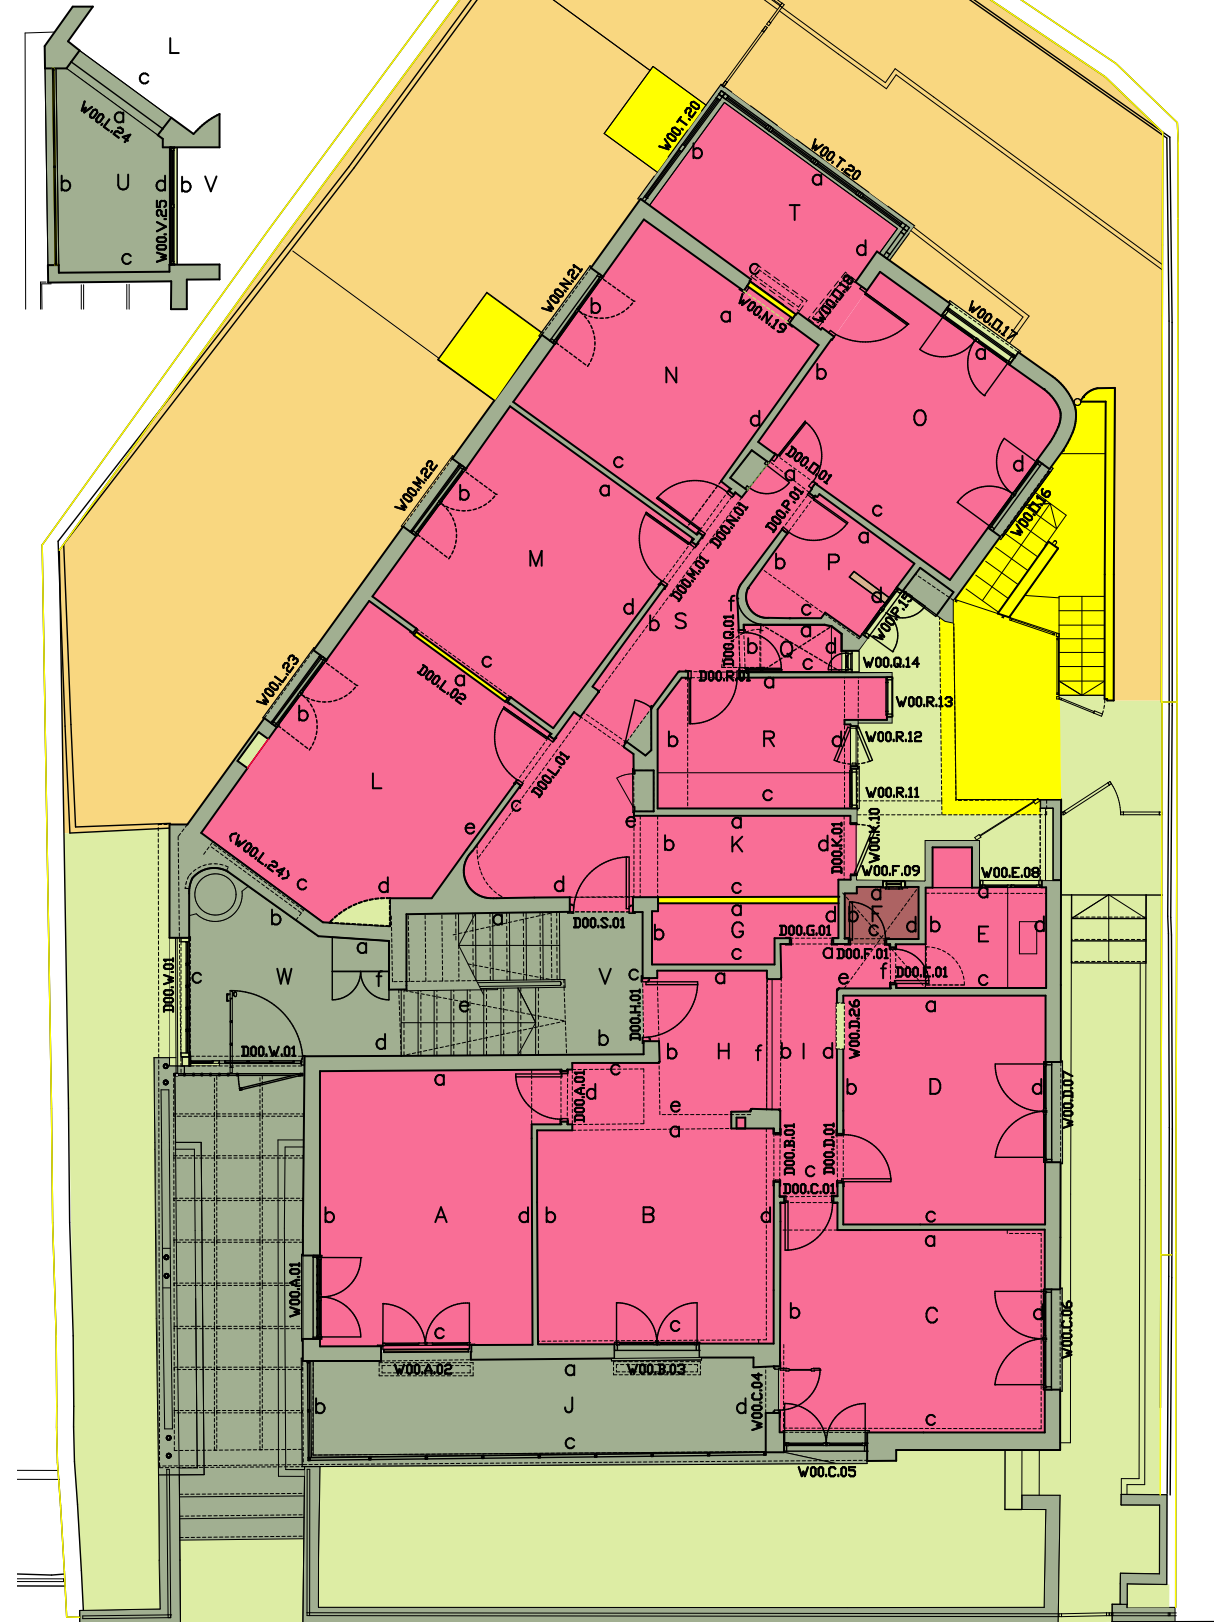 L
c
a
W00.L.24
b
U
d
b
V
W00.V.25
c
W00.T.20
b
W00.T.20
a
T
d
c
W00.N.21
b
a
W00.N.19
W00.O.18
W00.O.17
a
N
b
O
d
c
d
D00.O.01
a
W00.O.16
W00.M.22
b
a
c
D00.N.01
D00.P.01
a
M
D00.M.01
b
P
d
c
W00.P.15
d
b
S
f
D00.Q.01
a
b
Q
d
c
W00.Q.14
c
a
D00.L.02
W00.L.23
b
D00.R.01
a
W00.R.13
b
R
d
W00.R.12
L
D00.L.01
c
c
W00.R.11
e
e
a
b
K
d
D00.K.01
W00.K.10
c
(W00.L.24)
c
d
d
b
a
D00.S.01
W00.F.09
W00.E.08
a
b
F
d
c
a
b
E
d
c
a
d
G
b
c
D00.G.01
a
D00.F.01
e
f
D00.E.01
a
f
D00.W.01
c
W
V
c
a
e
D00.H.01
d
b
D00.W.01
b
H
f
b
I
d
W00.D.26
a
c
d
D00.A.01
e
a
a
b
D
d
W00.D.07
D00.B.01
D00.D.01
c
D00.C.01
c
b
A
d
b
B
d
a
W00.A.01
c
c
b
C
d
W00.C.06
W00.A.02
a
W00.B.03
W00.C.04
b
J
d
c
c
W00.C.05